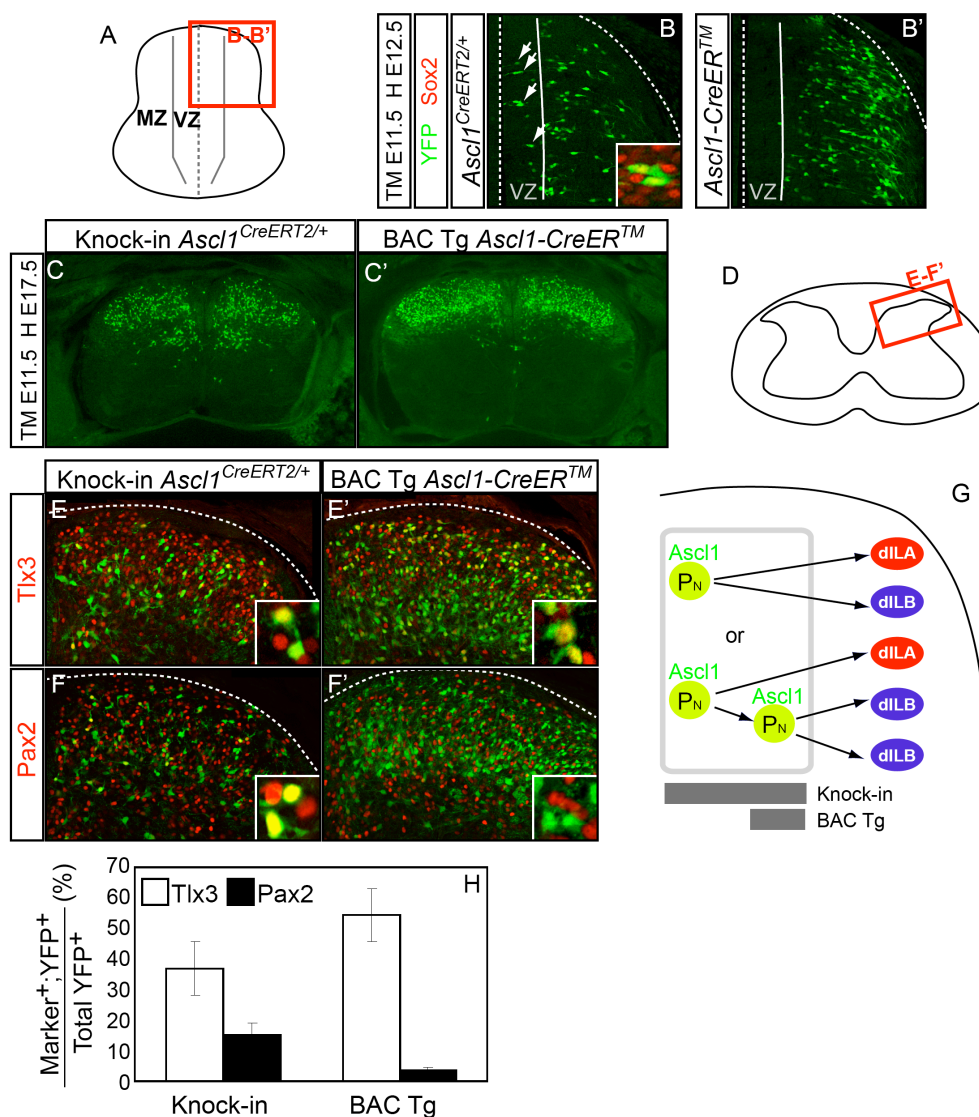 A
B-B'
MZ VZ
TM E11.5 H E12.5
YFP Sox2
Ascl1CreERT2/+
B
VZ
Ascl1-CreERTM
B'
Knock-in Ascl1CreERT2/+
BAC Tg Ascl1-CreERTM
TM E11.5 H E17.5
C
C'
D
E-F'
Knock-in Ascl1CreERT2/+
BAC Tg Ascl1-CreERTM
Tlx3
E
E'
Pax2
F
F'
G
Ascl1
PN
dILA
dILB
or
Ascl1
PN
Ascl1
PN
dILA
dILB
dILB
Knock-in
BAC Tg
H
Marker+;YFP+ (%)
Total YFP+
70
60
50
40
30
20
10
0
Tlx3 Pax2
Knock-in BAC Tg